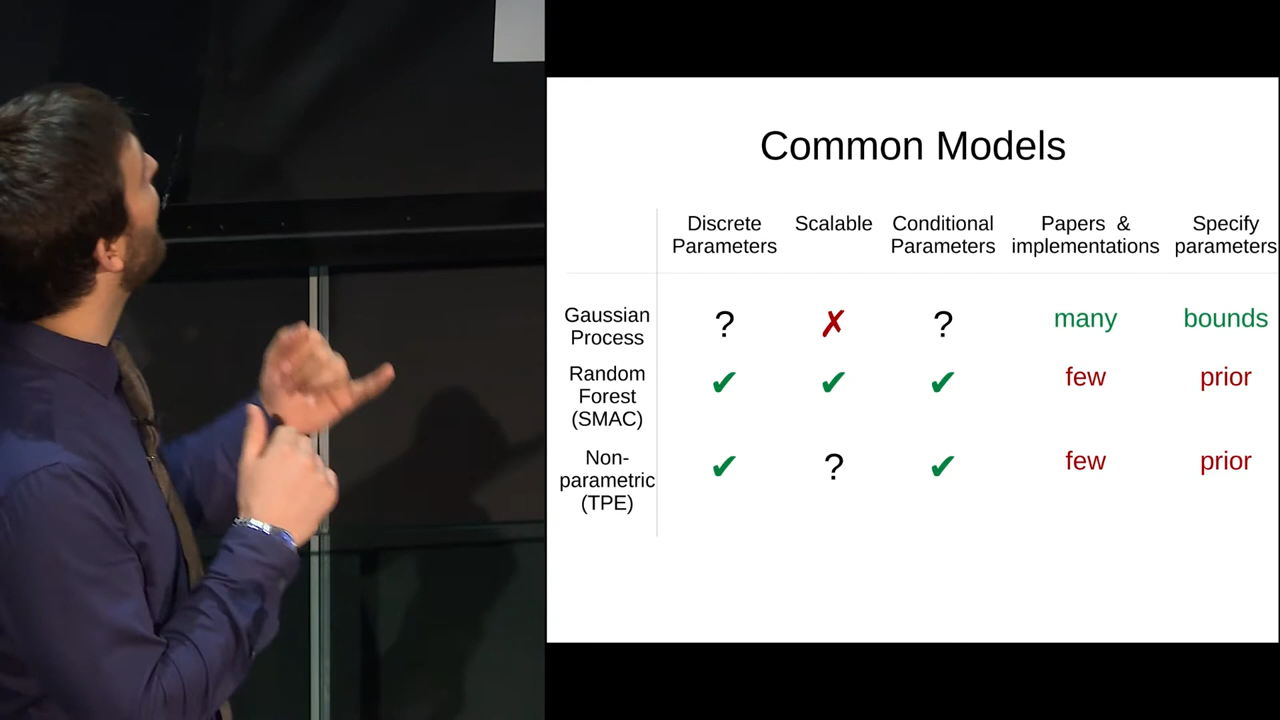 Common Models
Discrete Scalable Conditional Papers & Specify
Parameters Parameters implementations parameters
Gaussian ? ✗ ? many bounds
Process
Random ✔ ✔ ✔ few prior
Forest
(SMAC)
Non- ✔ ? ✔ few prior
parametric
(TPE)